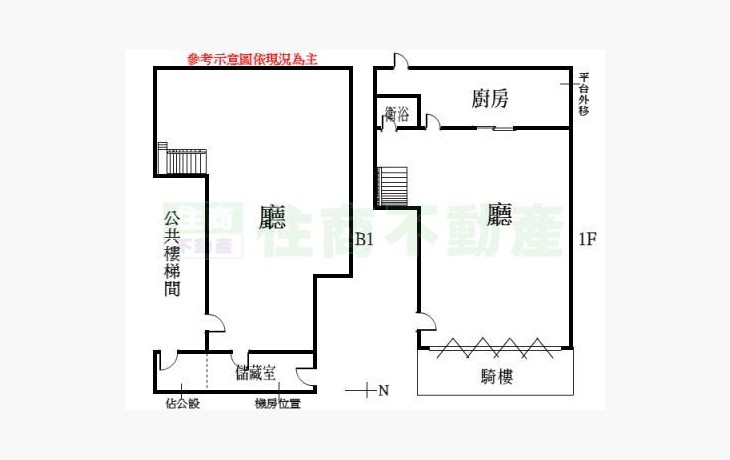 參考示意圖依現況為主
廚房
平台外移
衛浴
廳
廳
公共樓梯間
住商
不動產
住商不動產
B1
1F
儲藏室
騎樓
佔公設
機房位置
N